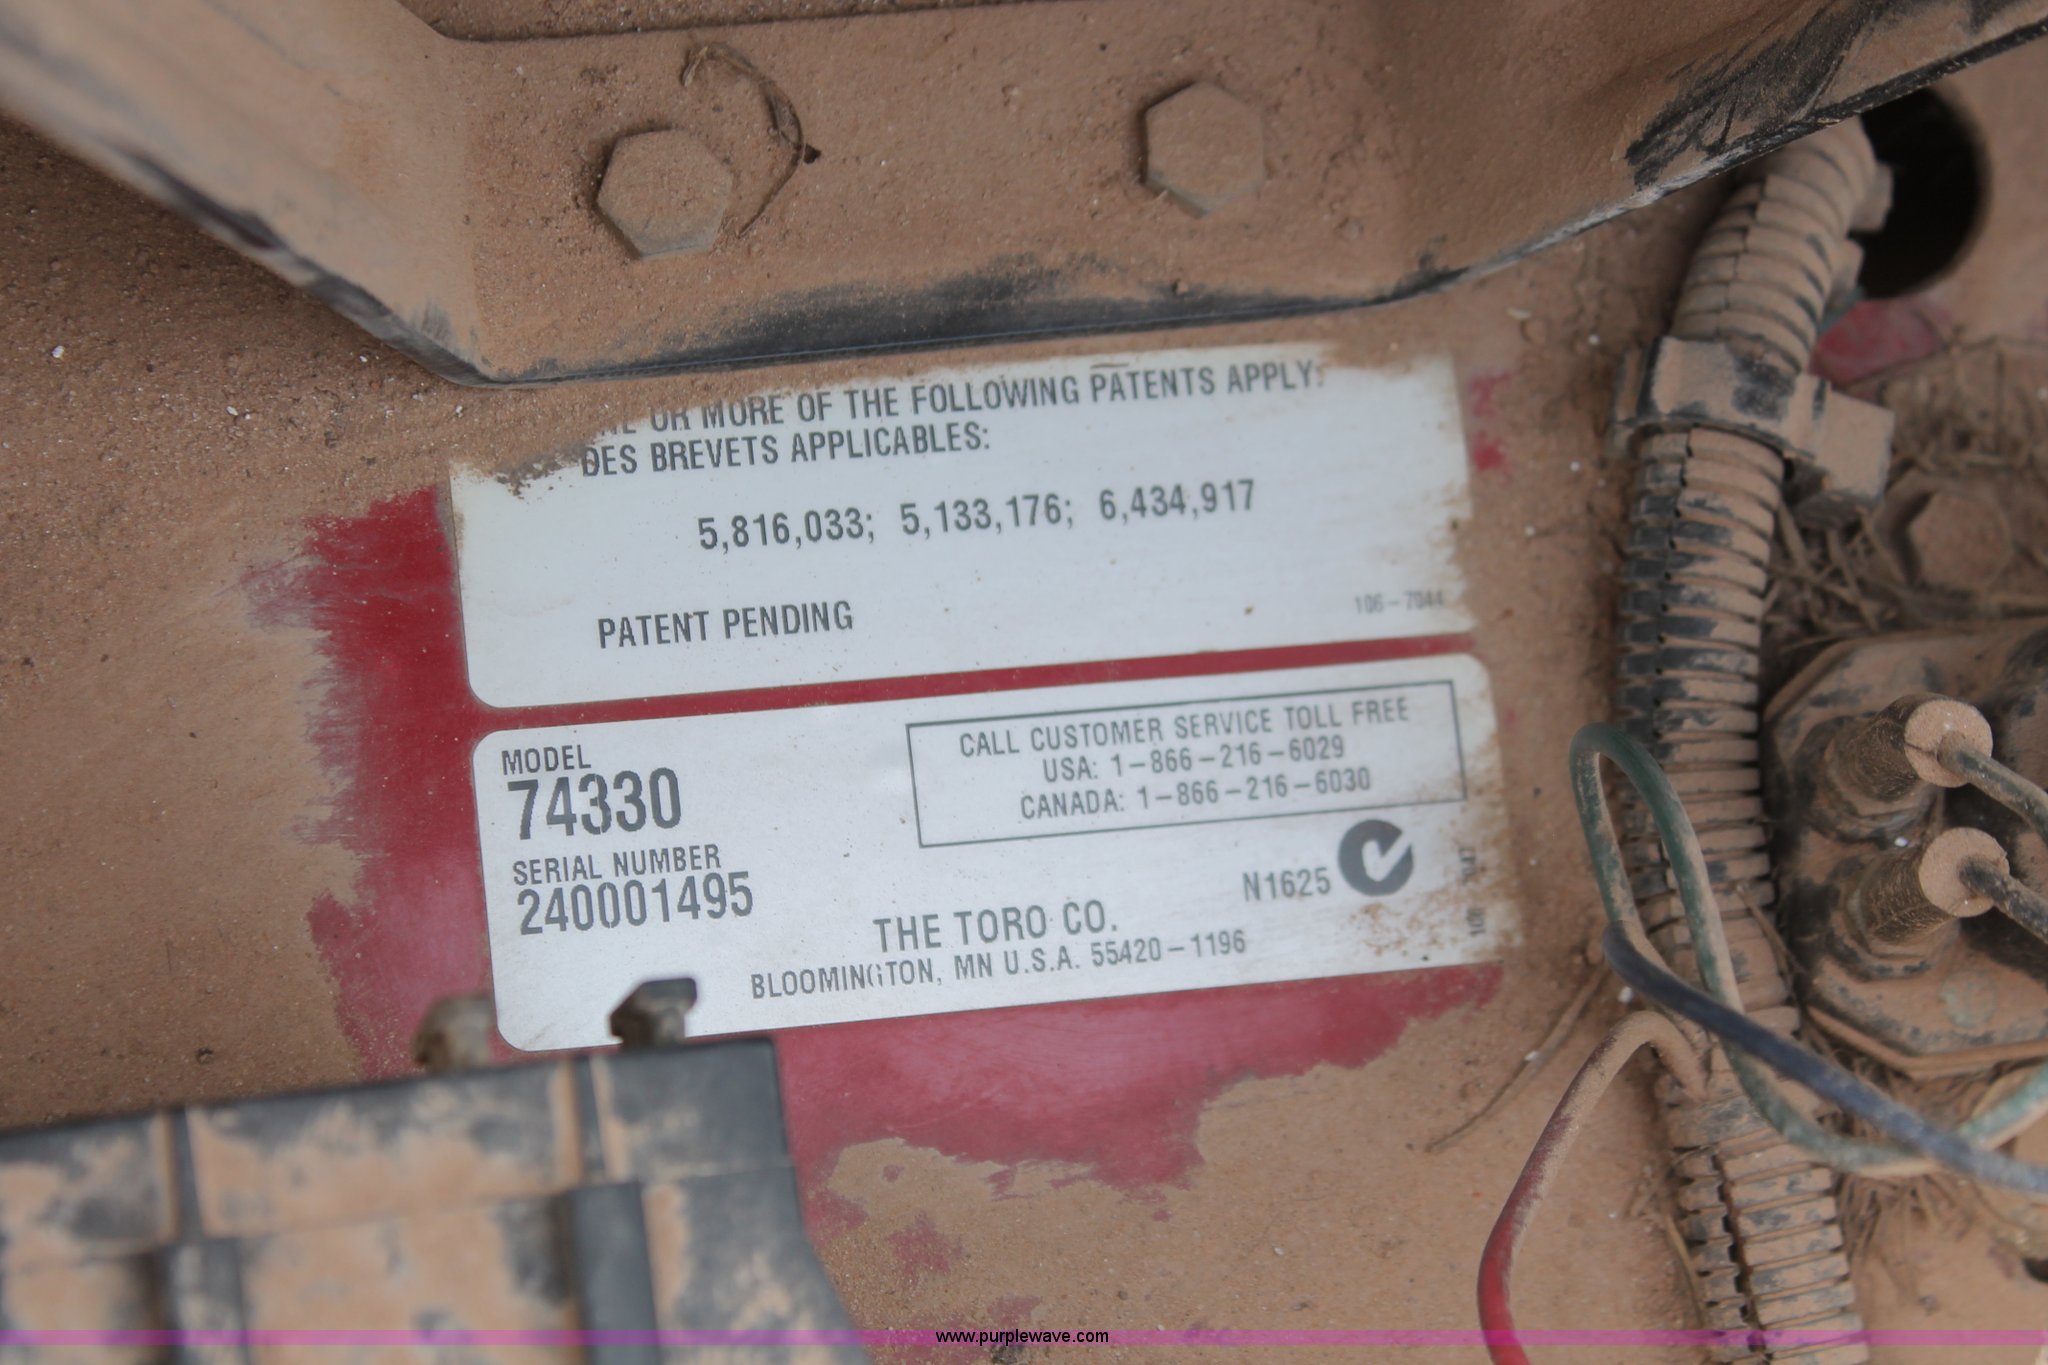 OR MORE OF THE FOLLOWING PATENTS APPLY:
DES BREVETS APPLICABLES:
5,816,033; 5,133,176; 6,434,917
PATENT PENDING
106-7044
MODEL
74330
SERIAL NUMBER
240001495
CALL CUSTOMER SERVICE TOLL FREE
USA: 1-866-216-6029
CANADA: 1-866-216-6030
N1625
THE TORO CO.
BLOOMINGTON, MN U.S.A. 55420-1196
www.purplewave.com